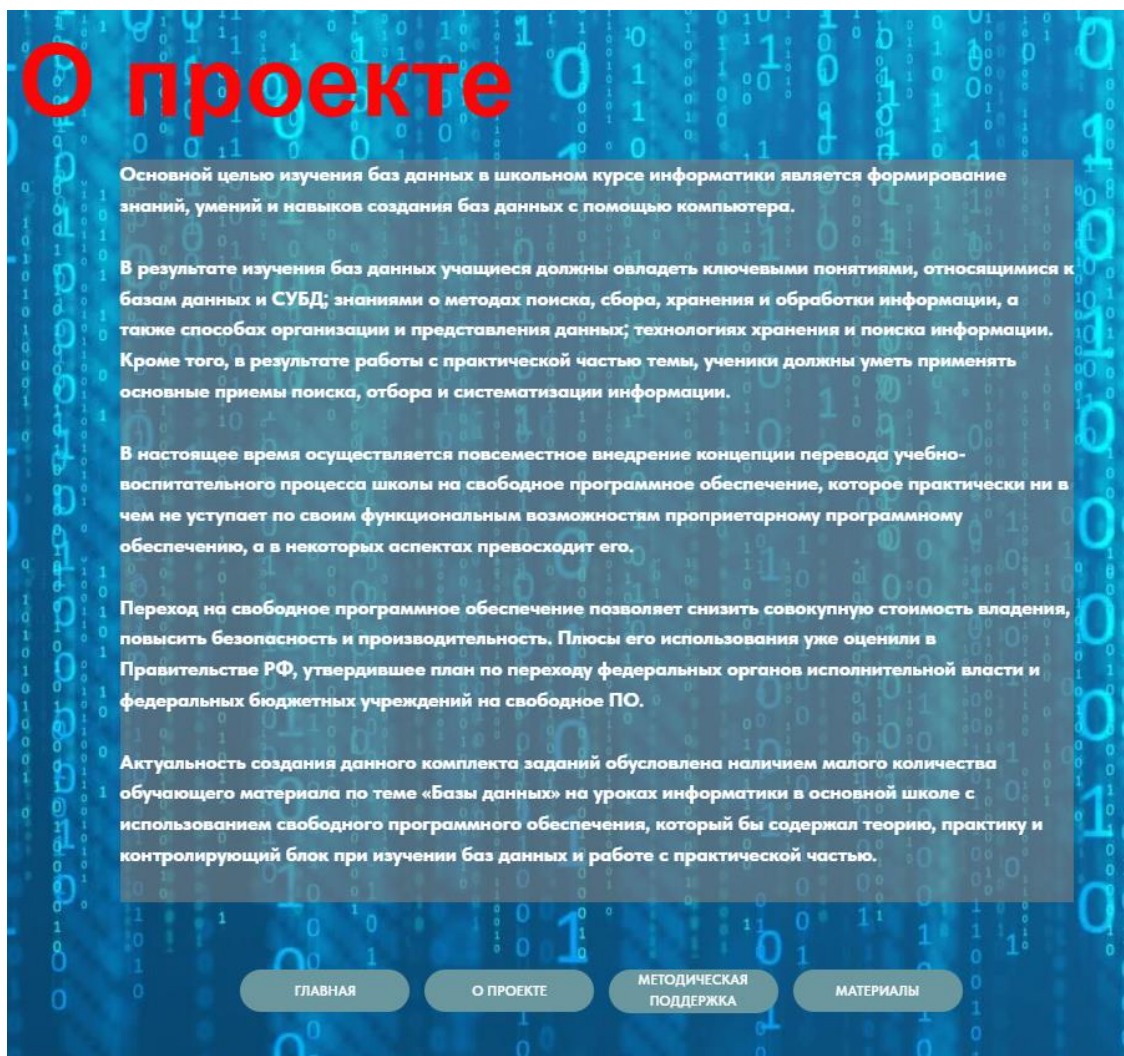 О проекте
Основной целью изучения баз данных в школьном курсе информатики является формирование
знаний, умений и навыков создания баз данных с помощью компьютера.
В результате изучения баз данных учащиеся должны овладеть ключевыми понятиями, относящимися к
базам данных и СУБД; знаниями о методах поиска, сбора, хранения и обработки информации, а
также способах организации и представления данных; технологиях хранения и поиска информации.
Кроме того, в результате работы с практической частью темы, ученики должны уметь применять
основные приемы поиска, отбора и систематизации информации.
В настоящее время осуществляется повсеместное внедрение концепции перевода учебно-
воспитательного процесса школы на свободное программное обеспечение, которое практически ни в
чем не уступает по своим функциональным возможностям проприетарному программному
обеспечению, а в некоторых аспектах превосходит его.
Переход на свободное программное обеспечение позволяет снизить совокупную стоимость владения,
повысить безопасность и производительность. Плюсы его использования уже оценили в
Правительстве РФ, утвердившее план по переходу федеральных органов исполнительной власти и
федеральных бюджетных учреждений на свободное ПО.
Актуальность создания данного комплекта заданий обусловлена наличием малого количества
обучающего материала по теме «Базы данных» на уроках информатики в основной школе с
использованием свободного программного обеспечения, который бы содержал теорию, практику и
контролирующий блок при изучении баз данных и работе с практической частью.
ГЛАВНАЯ
О ПРОЕКТЕ
МЕТОДИЧЕСКАЯ
ПОДДЕРЖКА
МАТЕРИАЛЫ